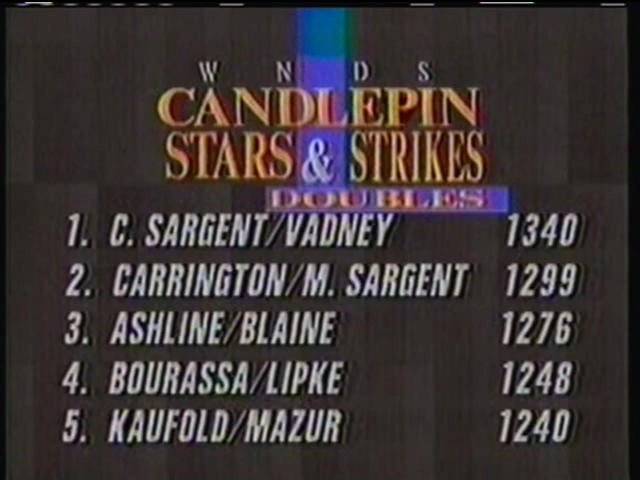 WNDS
CANDLEPIN
STARS & STRIKES
DOUBLES
1. C. SARGENT/VADNEY 1340
2. CARRINGTON/M. SARGENT 1299
3. ASHLINE/BLAINE 1276
4. BOURASSA/LIPKE 1248
5. KAUFOLD/MAZUR 1240